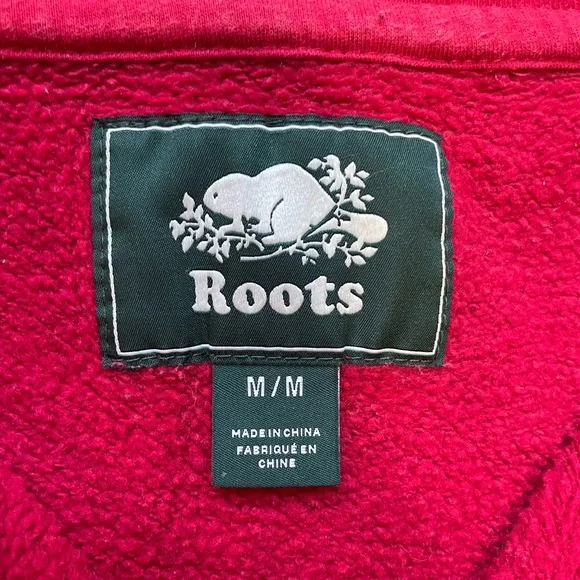 Roots
M/M
MADE IN CHINA
FABRIQUÉ EN
CHINE